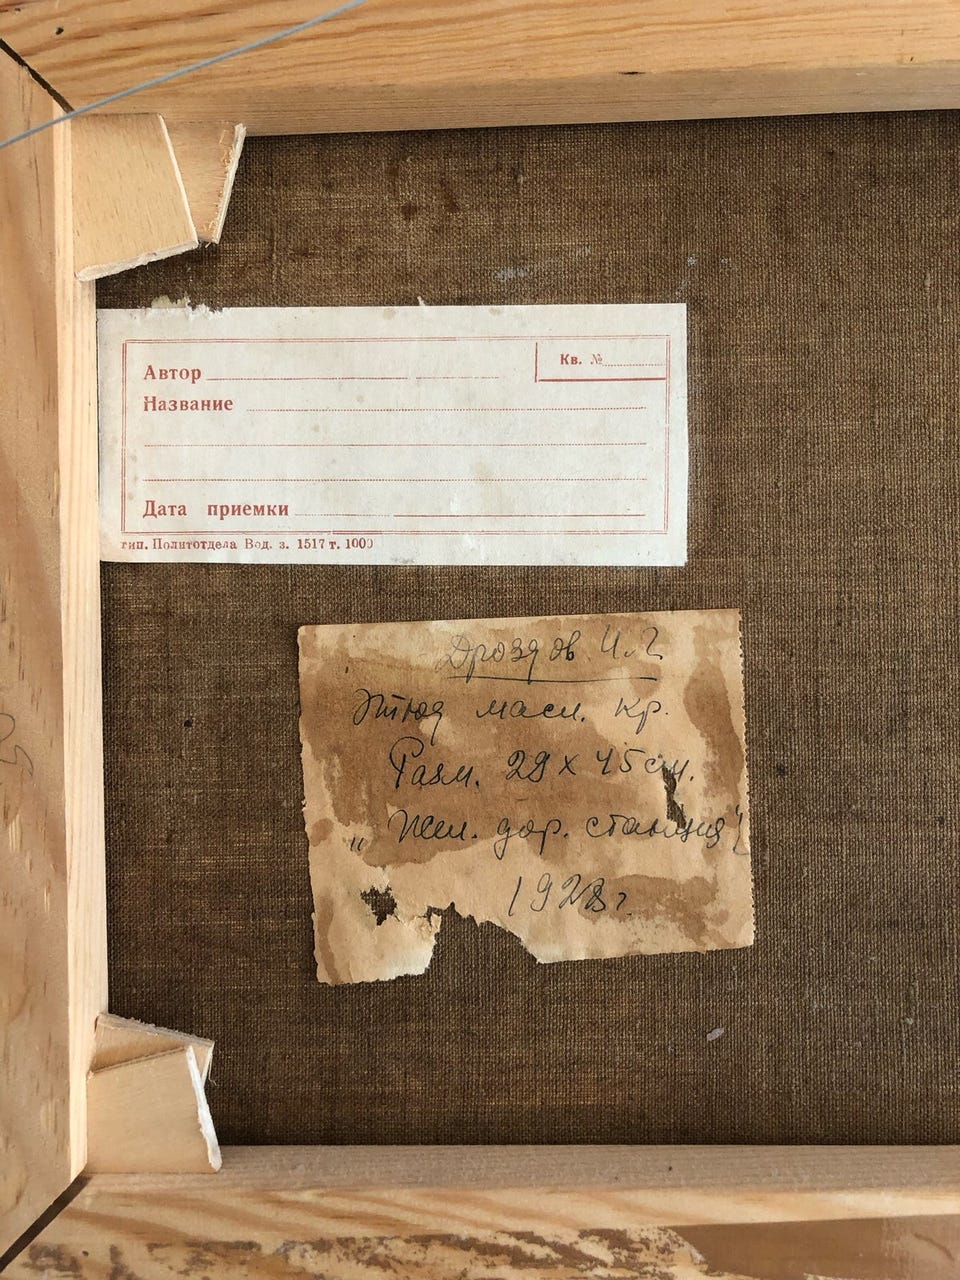 Автор
Кв. №
Название
Дата приемки
тип. Политотдела Вод. з. 1517 т. 1000
Дроздов И.Г
Этюд масл. кр.
Разм. 29 х 45 см.
„Жел. дор. станция"
1928 г.